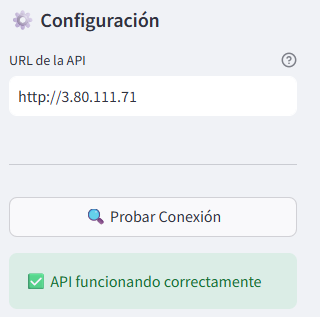 Configuración
URL de la API
http://3.80.111.71
Probar Conexión
API funcionando correctamente